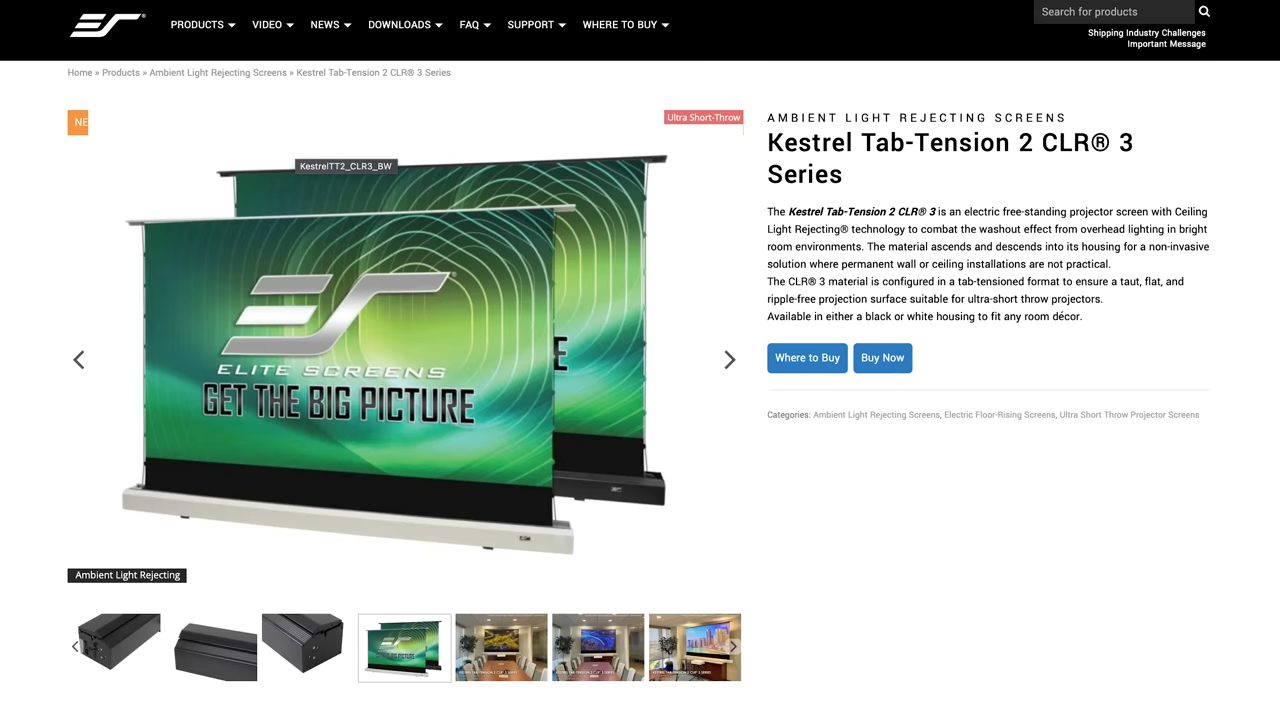 PRODUCTS VIDEO NEWS DOWNLOADS FAQ SUPPORT WHERE TO BUY
Search for products
Shipping Industry Challenges
Important Message
Home » Products » Ambient Light Rejecting Screens » Kestrel Tab-Tension 2 CLR® 3 Series
NE
Ultra Short-Throw
KestrelTT2_CLR3_BW
ELITE SCREENS
GET THE BIG PICTURE
Ambient Light Rejecting
AMBIENT LIGHT REJECTING SCREENS
Kestrel Tab-Tension 2 CLR® 3
Series
The Kestrel Tab-Tension 2 CLR® 3 is an electric free-standing projector screen with Ceiling
Light Rejecting® technology to combat the washout effect from overhead lighting in bright
room environments. The material ascends and descends into its housing for a non-invasive
solution where permanent wall or ceiling installations are not practical.
The CLR® 3 material is configured in a tab-tensioned format to ensure a taut, flat, and
ripple-free projection surface suitable for ultra-short throw projectors.
Available in either a black or white housing to fit any room décor.
Where to Buy Buy Now
Categories: Ambient Light Rejecting Screens, Electric Floor-Rising Screens, Ultra Short Throw Projector Screens